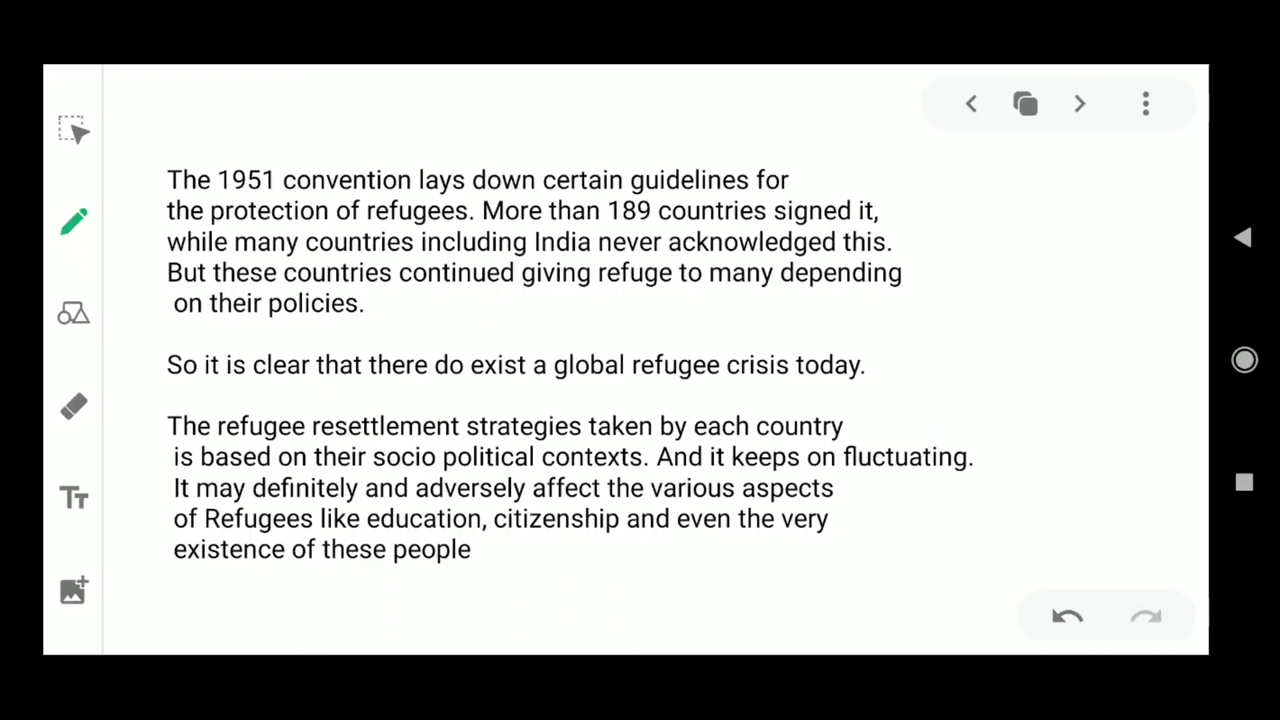 The 1951 convention lays down certain guidelines for
the protection of refugees. More than 189 countries signed it,
while many countries including India never acknowledged this.
But these countries continued giving refuge to many depending
on their policies.
So it is clear that there do exist a global refugee crisis today.
The refugee resettlement strategies taken by each country
is based on their socio political contexts. And it keeps on fluctuating.
It may definitely and adversely affect the various aspects
of Refugees like education, citizenship and even the very
existence of these people
TT